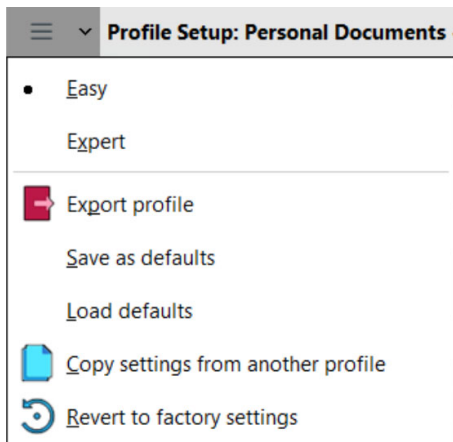 Profile Setup: Personal Documents
Easy
Expert
Export profile
Save as defaults
Load defaults
Copy settings from another profile
Revert to factory settings